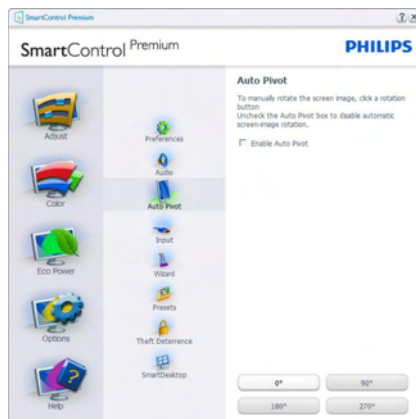 SmartControl Premium
SmartControl Premium
PHILIPS
Adjust
Color
Eco Power
Options
Help
Preferences
Audio
Auto Pivot
Input
Wizard
Presets
Theft Deterrence
SmartDesktop
Auto Pivot
To manually rotate the screen image, click a rotation
button
Uncheck the Auto Pivot box to disable automatic
screen-image rotation.
Enable Auto Pivot
0°
90°
180°
270°